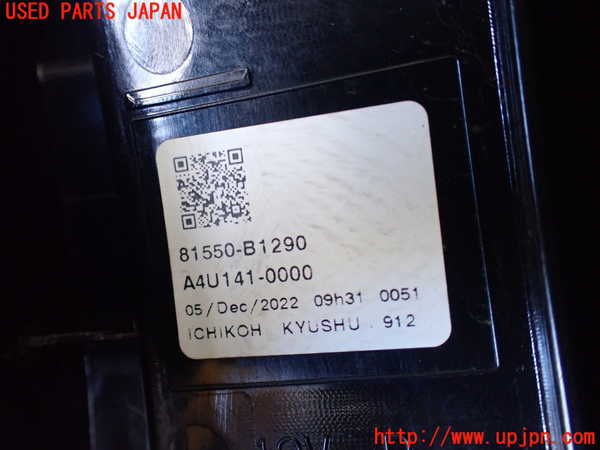 USED PARTS JAPAN
81550-B1290
A4U141-0000
05/Dec/2022 09h31 0051
ICHIKOH KYUSHU 912
2431207782
http://www.upjpn.com